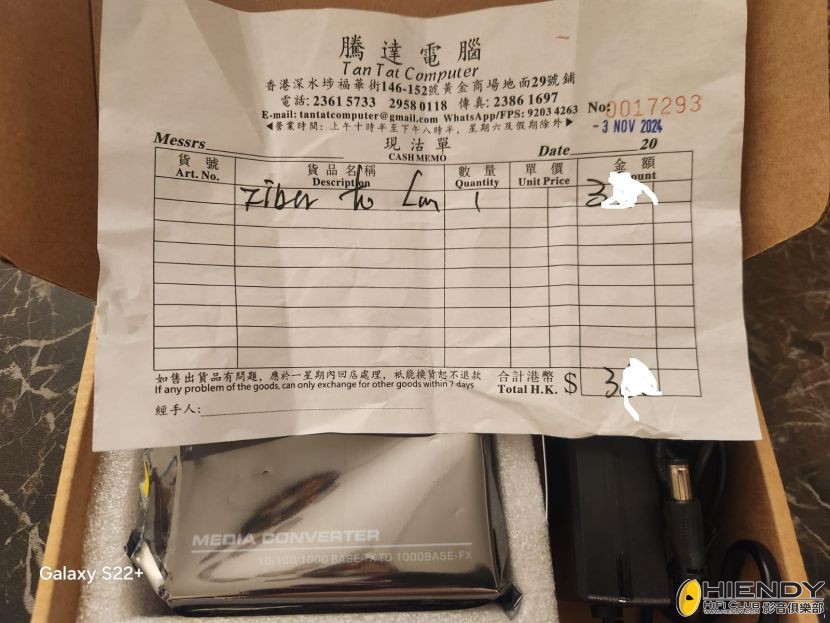 騰達電腦
TanTat Computer
香港深水埗福華街146-152號黃金商場地面29號鋪
電話: 2361 5733 2958 0118 傳真: 2386 1697
E-mail: tantatcomputer@gmail.com WhatsApp/FPS: 9203 4263
◀營業時間: 上午十時半至下午八時半, 星期六及假期除外▶
No: 0017293
- 3 NOV 2024
Messrs
現沽單
CASH MEMO
Date 20
貨號 貨品名稱 數量 單價 金額
Art. No. Description Quantity Unit Price ount
Fiber to Lan 1 3
如售出貨品有問題, 應於一星期內回店處理, 祇能換貨恕不退款
If any problem of the goods, can only exchange for other goods within 7 days
合計港幣
Total H.K. $ 3
經手人:
MEDIA CONVERTER
10/100/1000 BASE-TX TO 1000BASE-FX
Galaxy S22+
HIENDY
HiFi CLUB 影音俱樂部